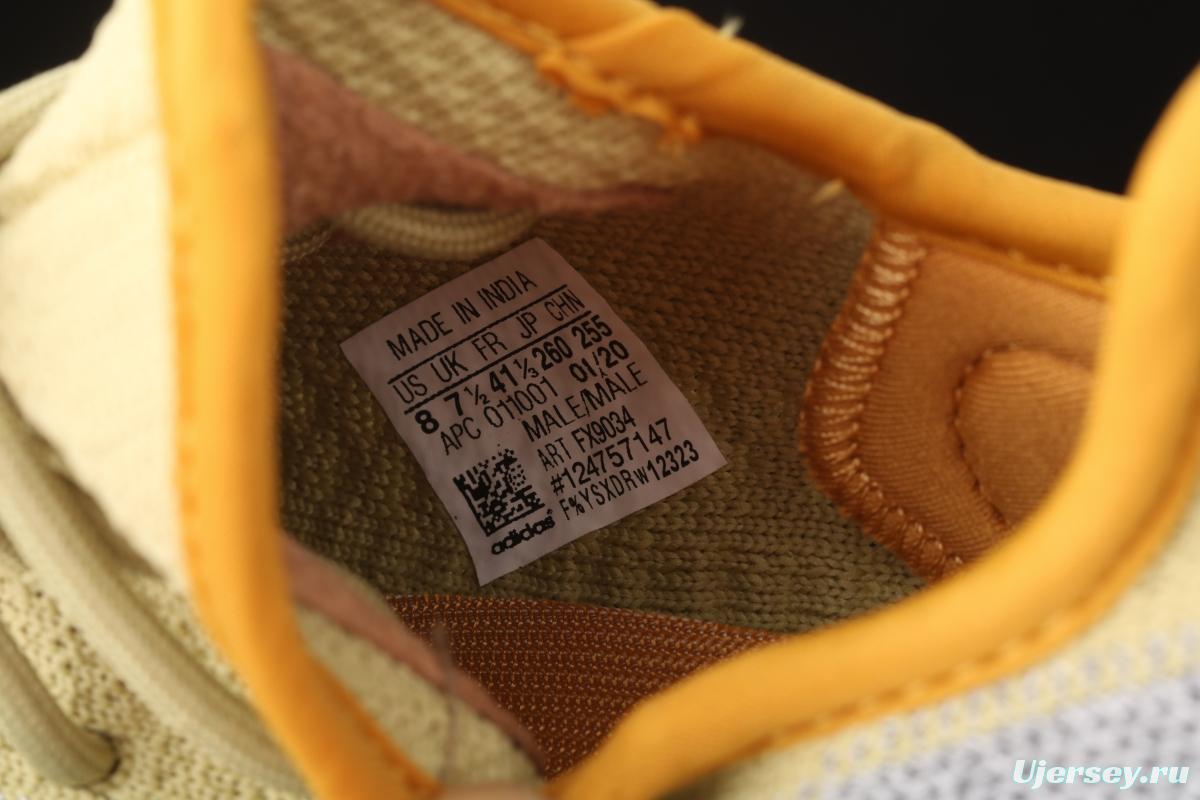 MADE IN INDIA
US UK FR JP CHN
8 7½ 41⅓ 260 255
APC 011001 01/20
MALE/MALE
ART FX9034
#124757147
F%YSXDRW12323
adidas
Ujersey.ru